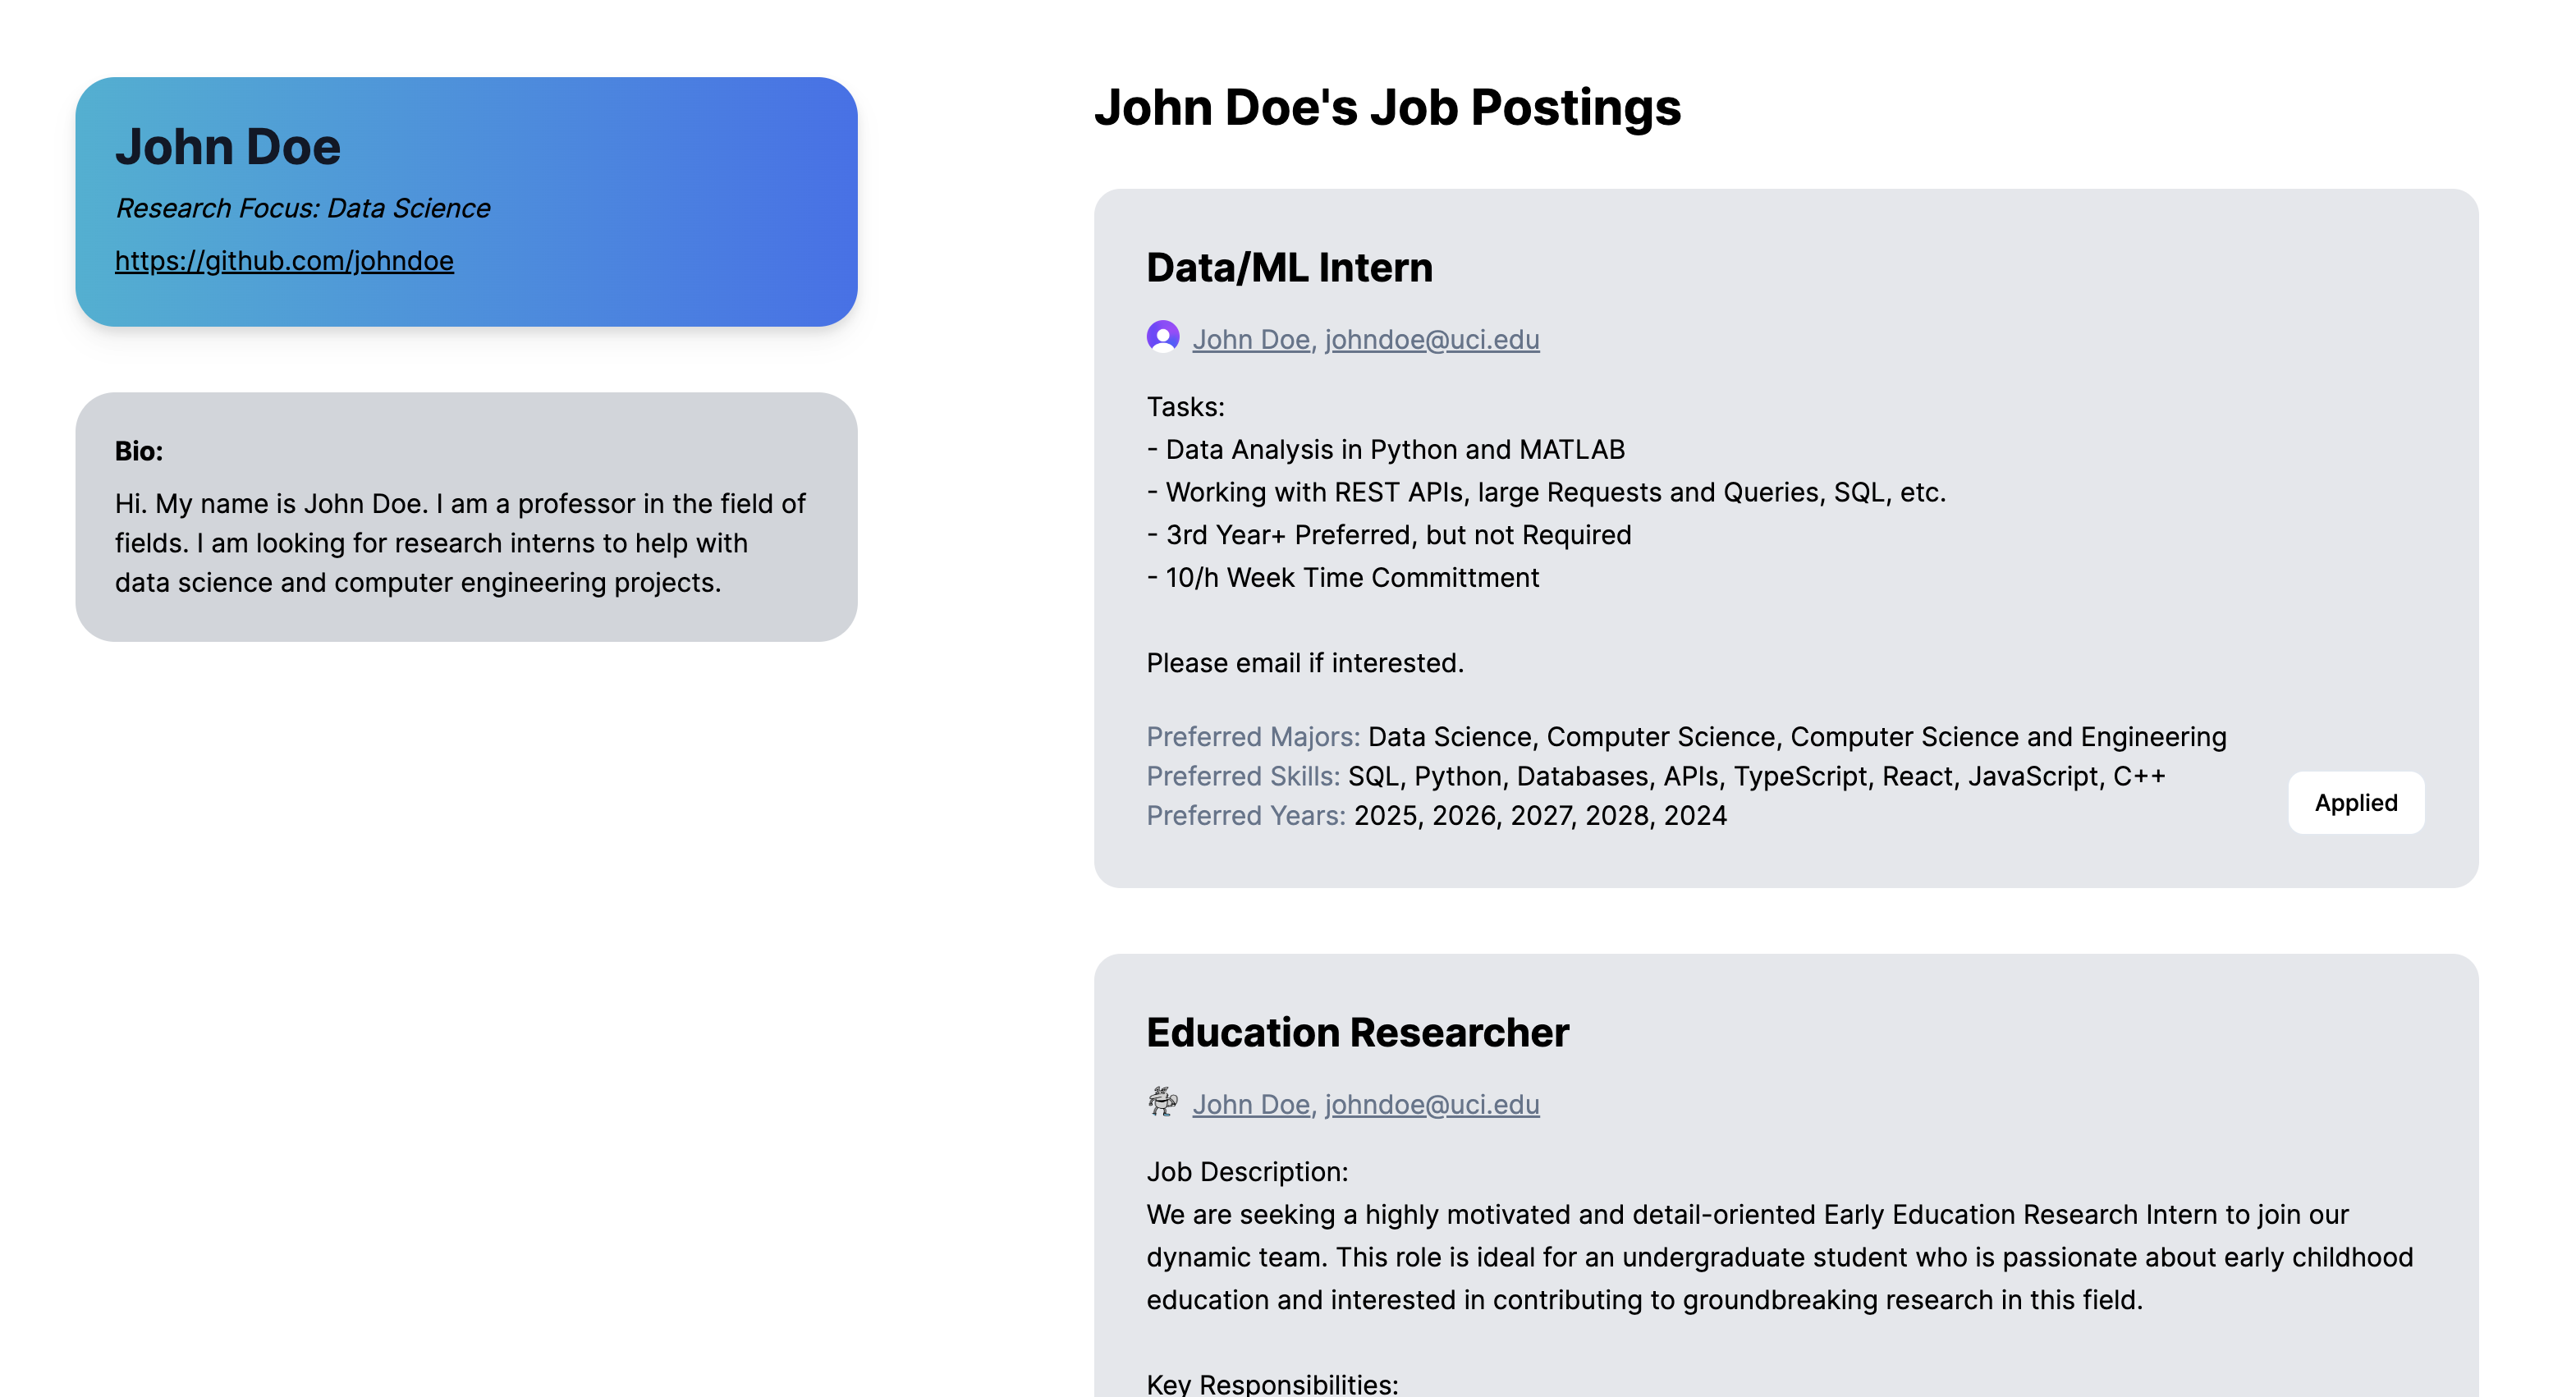 John Doe
Research Focus: Data Science
https://github.com/johndoe
Bio:
Hi. My name is John Doe. I am a professor in the field of
fields. I am looking for research interns to help with
data science and computer engineering projects.
John Doe's Job Postings
Data/ML Intern
John Doe, johndoe@uci.edu
Tasks:
- Data Analysis in Python and MATLAB
- Working with REST APIs, large Requests and Queries, SQL, etc.
- 3rd Year+ Preferred, but not Required
- 10/h Week Time Committment
Please email if interested.
Preferred Majors: Data Science, Computer Science, Computer Science and Engineering
Preferred Skills: SQL, Python, Databases, APIs, TypeScript, React, JavaScript, C++
Preferred Years: 2025, 2026, 2027, 2028, 2024
Applied
Education Researcher
John Doe, johndoe@uci.edu
Job Description:
We are seeking a highly motivated and detail-oriented Early Education Research Intern to join our
dynamic team. This role is ideal for an undergraduate student who is passionate about early childhood
education and interested in contributing to groundbreaking research in this field.
Key Responsibilities: